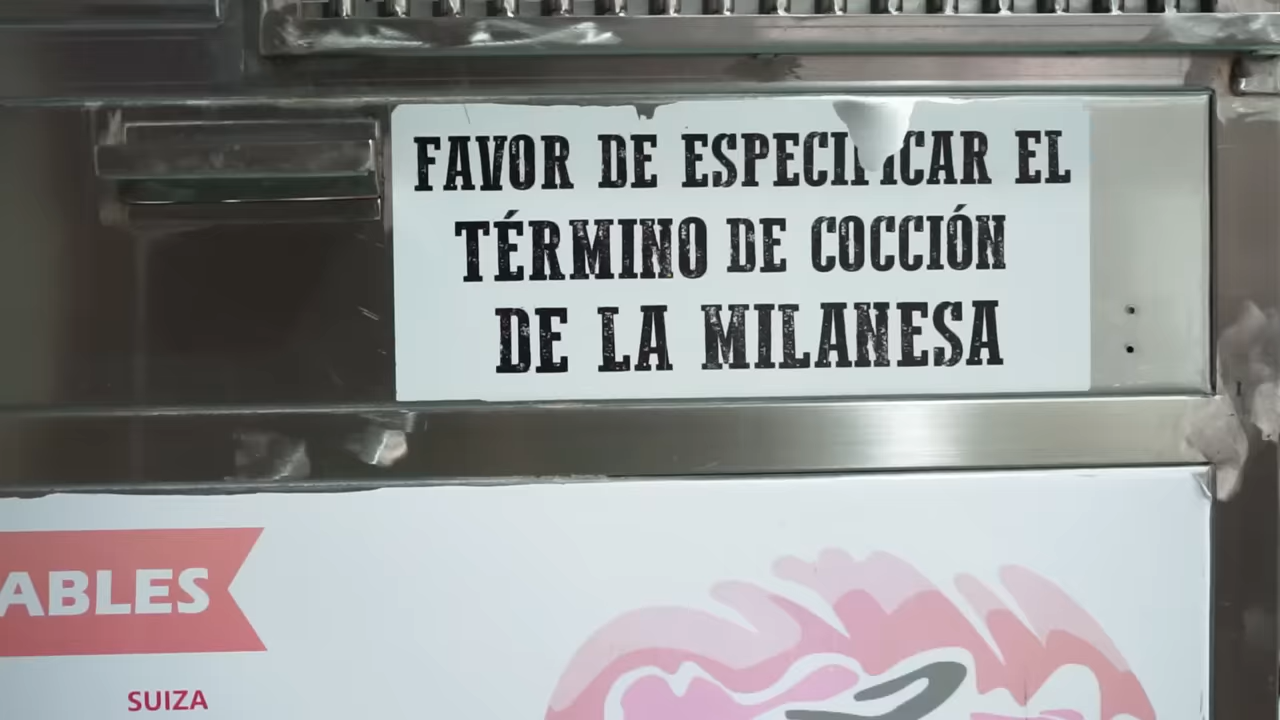 FAVOR DE ESPECIFICAR EL
TÉRMINO DE COCCIÓN
DE LA MILANESA
ABLES
SUIZA